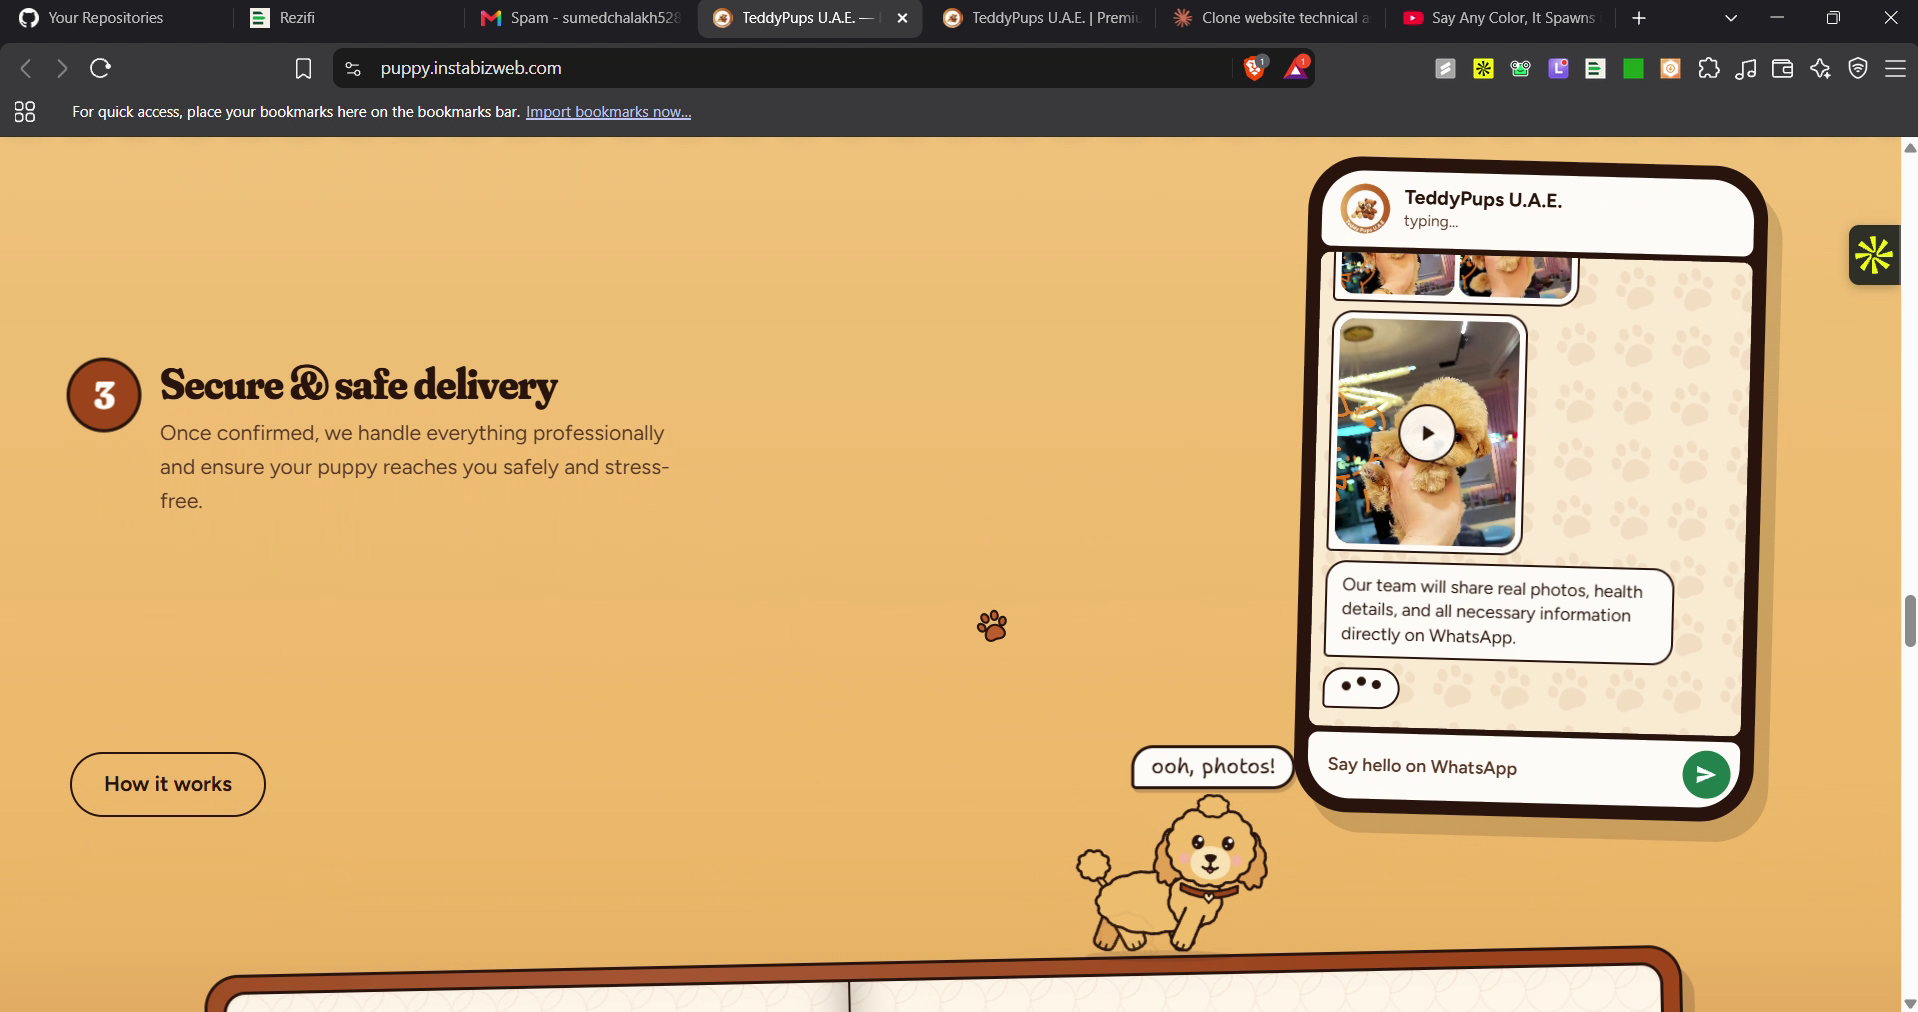 Your Repositories
Rezifi
Spam - sumedchalakh528
TeddyPups U.A.E. —
TeddyPups U.A.E. | Premiu
Clone website technical a
Say Any Color, It Spawns
puppy.instabizweb.com
1
1
For quick access, place your bookmarks here on the bookmarks bar. Import bookmarks now...
TeddyPups U.A.E.
typing...
3
Secure & safe delivery
Once confirmed, we handle everything professionally
and ensure your puppy reaches you safely and stress-
free.
Our team will share real photos, health
details, and all necessary information
directly on WhatsApp.
ooh, photos!
Say hello on WhatsApp
How it works